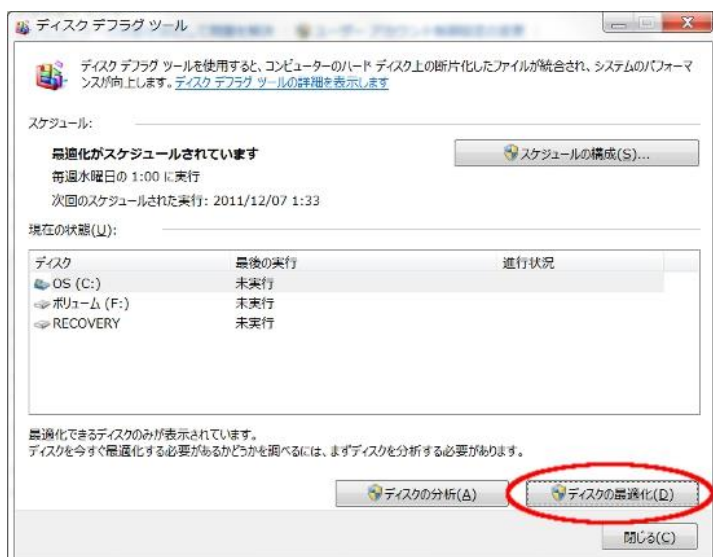 ディスク デフラグ ツール
ディスク デフラグ ツールを使用すると、コンピューターのハード ディスク上の断片化したファイルが統合され、システムのパフォーマ
ンスが向上します。ディスク デフラグ ツールの詳細を表示します
スケジュール:
最適化がスケジュールされています
スケジュールの構成(S)...
毎週水曜日の 1:00 に実行
次回のスケジュールされた実行: 2011/12/07 1:33
現在の状態(U):
ディスク 最後の実行 進行状況
OS (C:) 未実行
ボリューム (F:) 未実行
RECOVERY 未実行
最適化できるディスクのみが表示されています。
ディスクを今すぐ最適化する必要があるかどうかを調べるには、まずディスクを分析する必要があります。
ディスクの分析(A) ディスクの最適化(D)
閉じる(C)